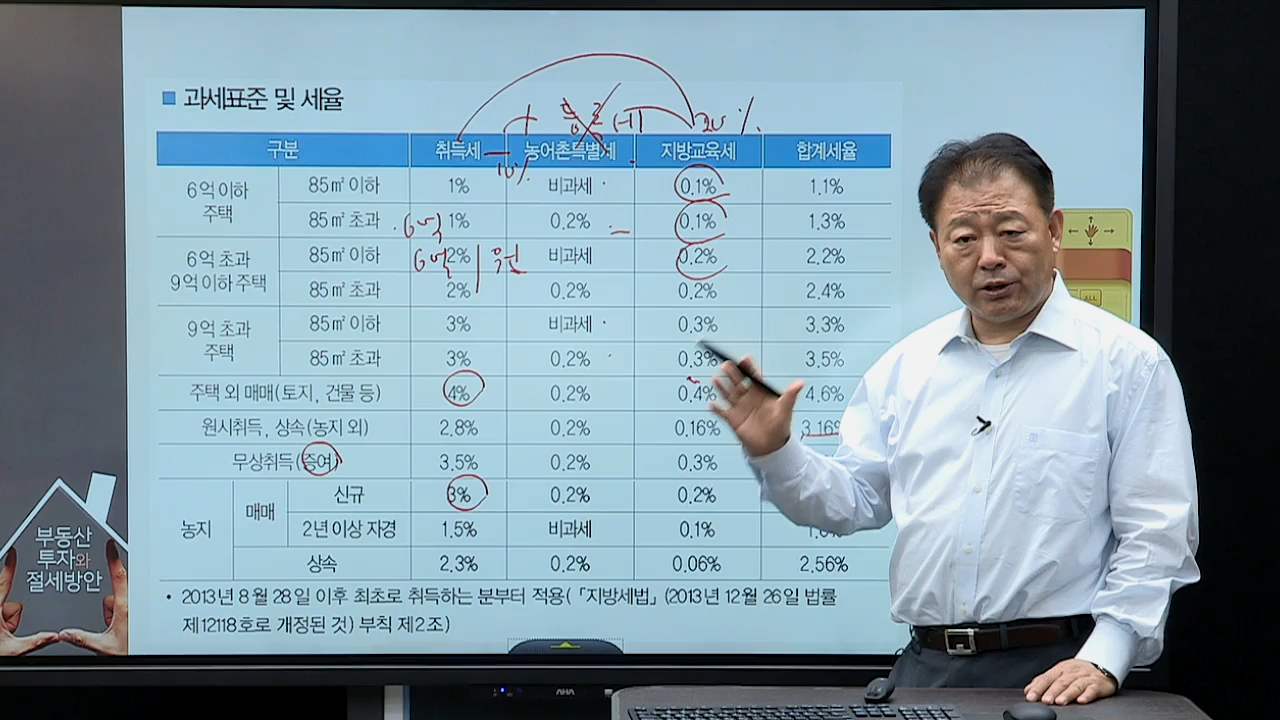 ■ 과세표준 및 세율
+ (-1) 20 %
구분 취득세 농어촌특별세 지방교육세 합계세율
10%
6억 이하 주택 85㎡ 이하 1% 비과세 0.1% 1.1%
85㎡ 초과 6억 1% 0.2% 0.1% 1.3%
6억 초과 9억 이하 주택 85㎡ 이하 6억 2% 1원 비과세 0.2% 2.2%
85㎡ 초과 2% 0.2% 0.2% 2.4%
9억 초과 주택 85㎡ 이하 3% 비과세 0.3% 3.3%
85㎡ 초과 3% 0.2% 0.3% 3.5%
주택 외 매매(토지, 건물 등) 4% 0.2% 0.4% 4.6%
원시취득, 상속(농지 외) 2.8% 0.2% 0.16% 3.16%
무상취득(증여) 3.5% 0.2% 0.3%
농지 매매 신규 3% 0.2% 0.2%
2년 이상 자경 1.5% 비과세 0.1%
상속 2.3% 0.2% 0.06% 2.56%
• 2013년 8월 28일 이후 최초로 취득하는 분부터 적용(「지방세법」(2013년 12월 26일 법률
제12118호로 개정된 것) 부칙 제2조)
부동산
투자와
절세방안
ALL
AHA